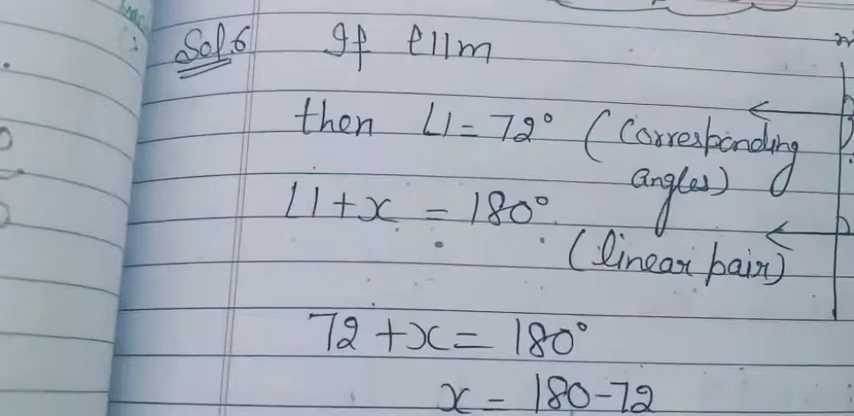 Sol.6 If l||m
then ∠1 = 72° (Corresponding
angles)
∠1 + x = 180°
(linear pair)
72 + x = 180°
x = 180 - 72